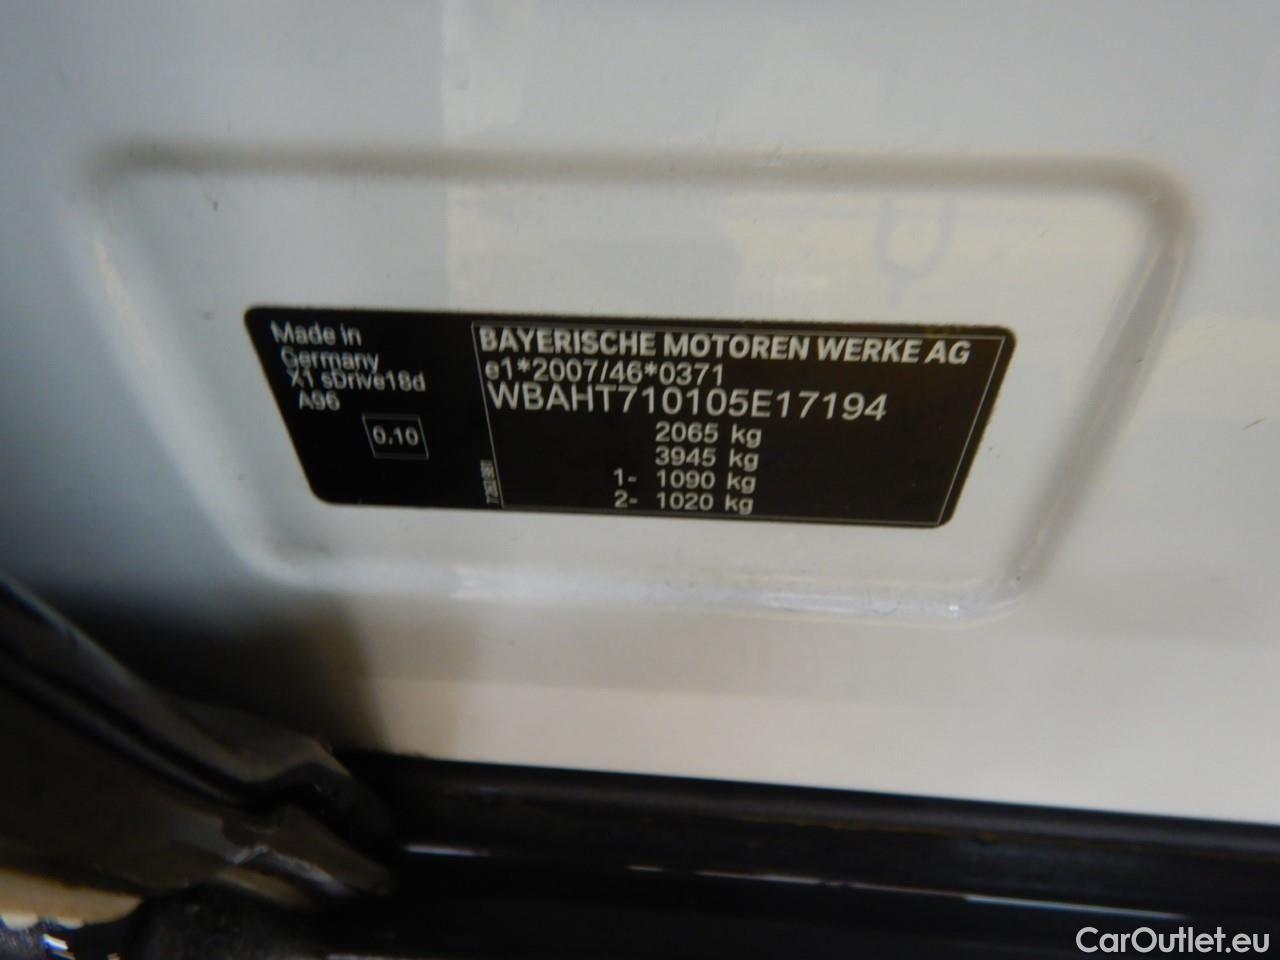 Made in
Germany
X1 sDrive18d
A96
0.10
BAYERISCHE MOTOREN WERKE AG
e1*2007/46*0371
WBAHT710105E17194
2065 kg
3945 kg
1- 1090 kg
2- 1020 kg
CarOutlet.eu